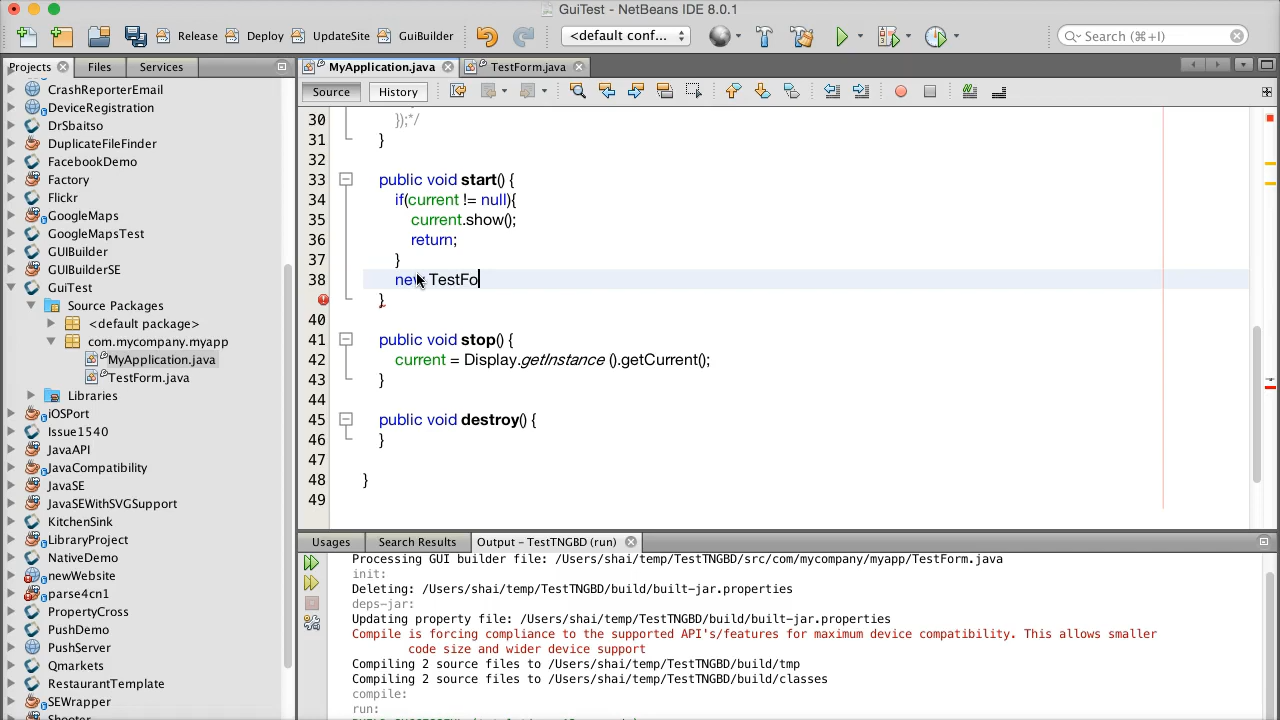 GuiTest - NetBeans IDE 8.0.1
Release Deploy UpdateSite GuiBuilder <default conf... Search (⌘+I)
Projects Files Services
MyApplication.java TestForm.java
Source History
CrashReporterEmail
DeviceRegistration
DrSbaitso
DuplicateFileFinder
FacebookDemo
Factory
Flickr
GoogleMaps
GoogleMapsTest
GUIBuilder
GUIBuilderSE
GuiTest
Source Packages
<default package>
com.mycompany.myapp
MyApplication.java
TestForm.java
Libraries
iOSPort
Issue1540
JavaAPI
JavaCompatibility
JavaSE
JavaSEWithSVGSupport
KitchenSink
LibraryProject
NativeDemo
newWebsite
parse4cn1
PropertyCross
PushDemo
PushServer
Qmarkets
RestaurantTemplate
SEWrapper
Shooter
30 });*/
31 }
32
33 public void start() {
34 if(current != null){
35 current.show();
36 return;
37 }
38 new TestFo
}
40
41 public void stop() {
42 current = Display.getInstance ().getCurrent();
43 }
44
45 public void destroy() {
46 }
47
48 }
49
Usages Search Results Output - TestTNGBD (run)
Processing GUI builder file: /Users/shai/temp/TestTNGBD/src/com/mycompany/myapp/TestForm.java
init:
Deleting: /Users/shai/temp/TestTNGBD/build/built-jar.properties
deps-jar:
Updating property file: /Users/shai/temp/TestTNGBD/build/built-jar.properties
Compile is forcing compliance to the supported API's/features for maximum device compatibility. This allows smaller
code size and wider device support
Compiling 2 source files to /Users/shai/temp/TestTNGBD/build/tmp
Compiling 2 source files to /Users/shai/temp/TestTNGBD/build/classes
compile:
run: